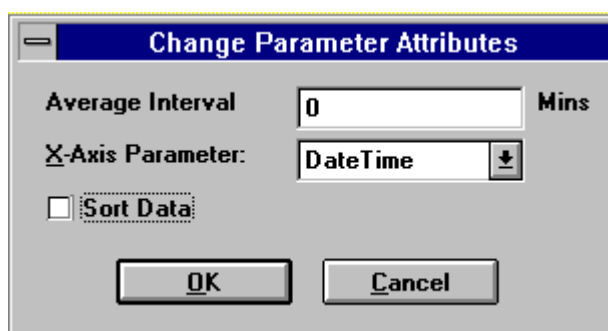 Change Parameter Attributes
Average Interval 0 Mins
X-Axis Parameter: DateTime
Sort Data
OK Cancel